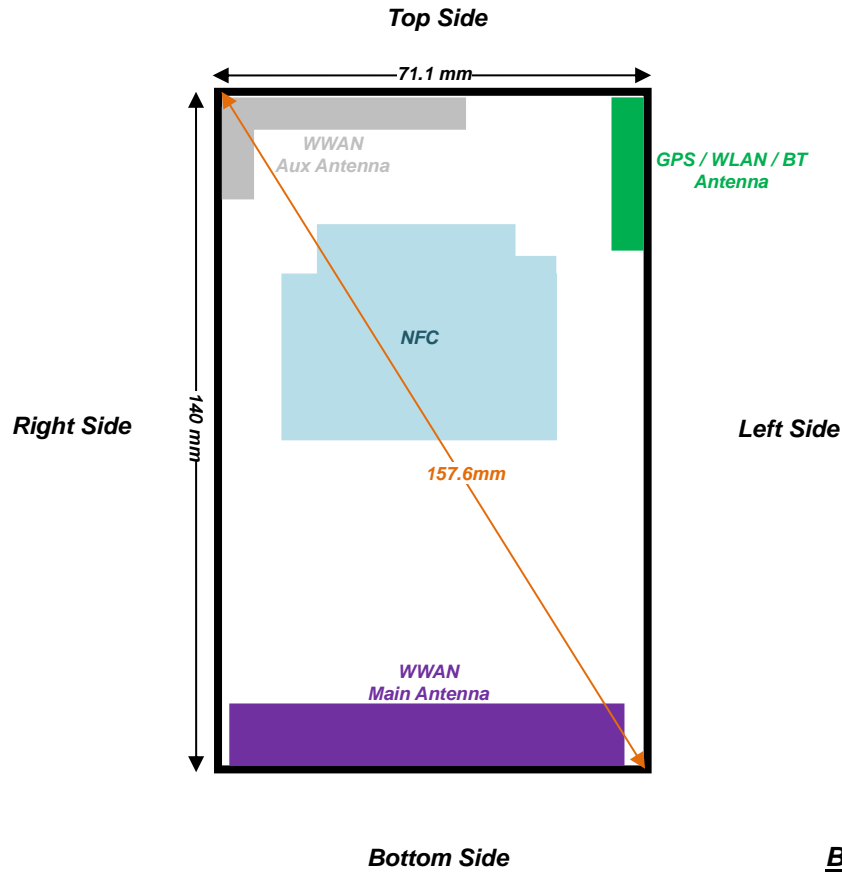 Top Side
71.1 mm
WWAN
Aux Antenna
GPS / WLAN / BT
Antenna
NFC
140 mm
Right Side
Left Side
157.6mm
WWAN
Main Antenna
Bottom Side
B